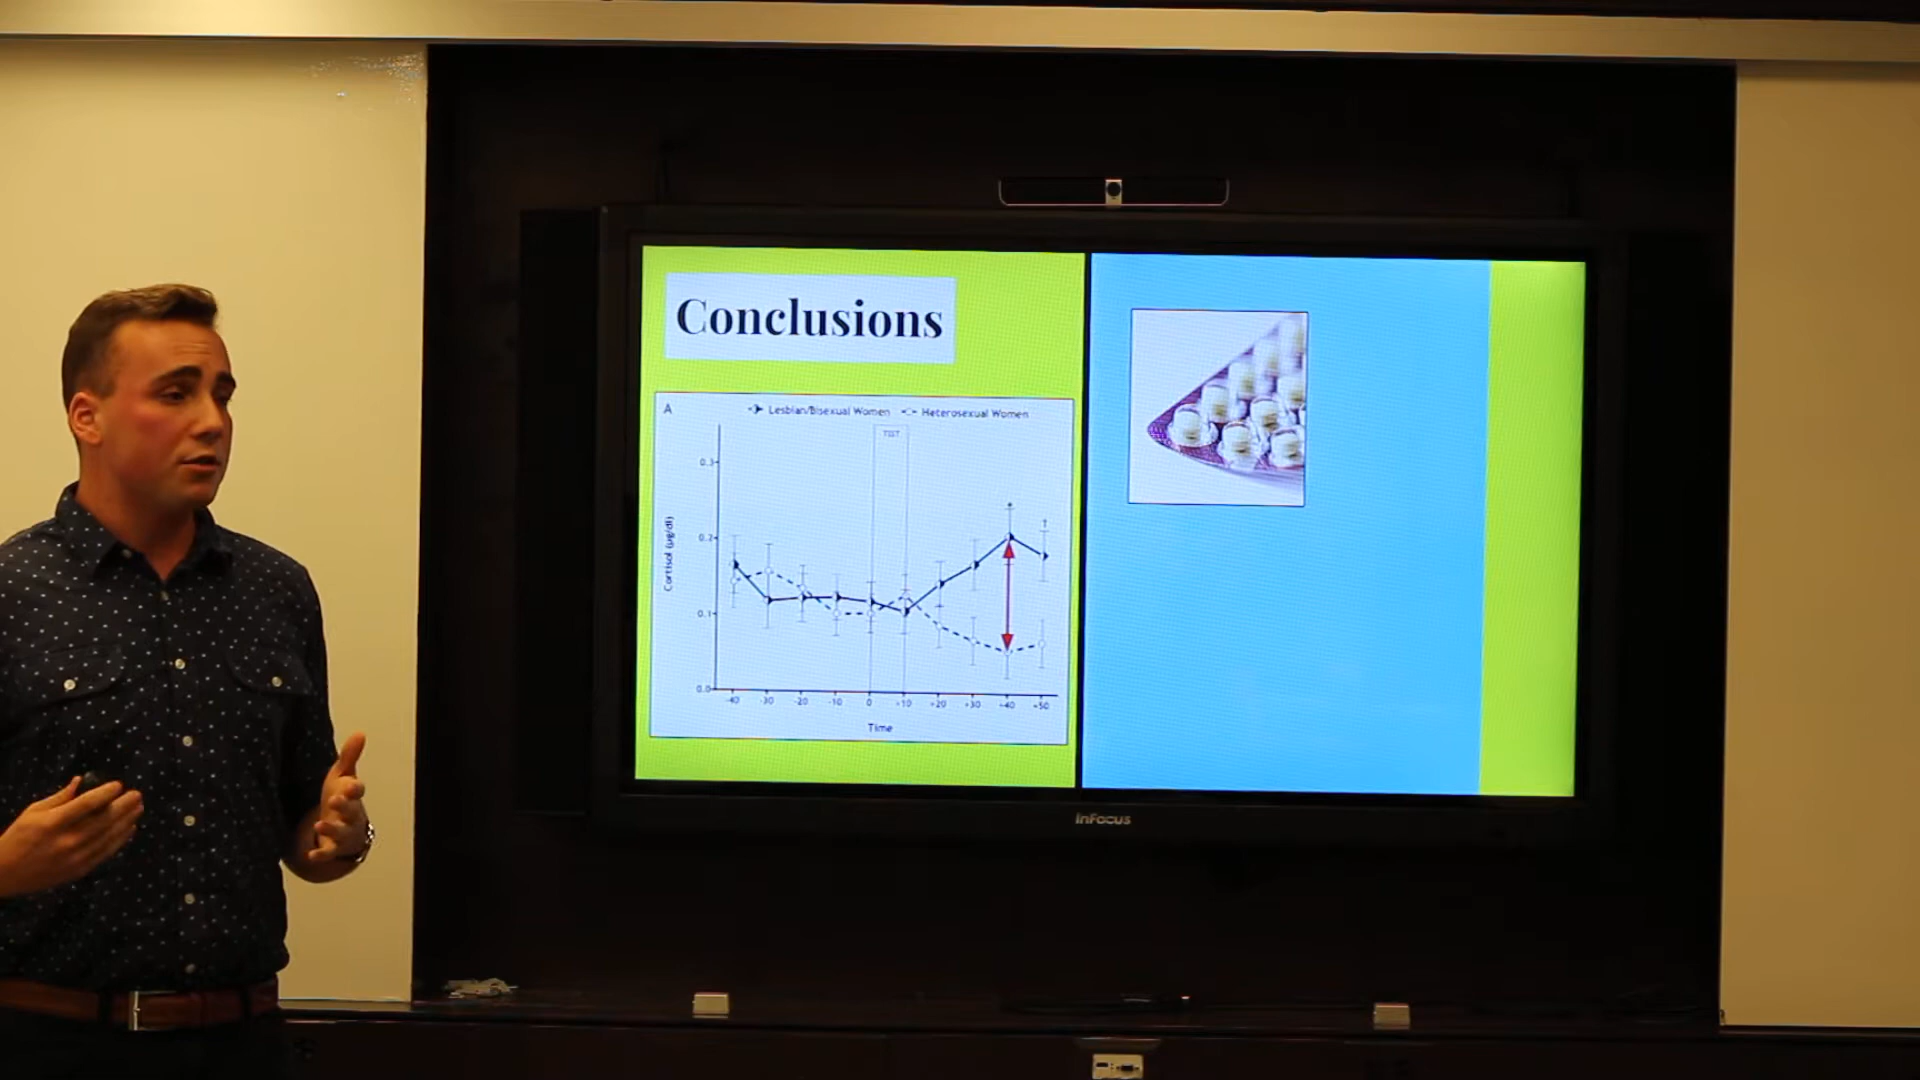 Conclusions
A
Lesbian/Bisexual Women
Heterosexual Women
TSST
0.3
0.2
0.1
0.0
Cortisol (µg/dl)
-40 -30 -20 -10 0 +10 +20 +30 +40 +50
Time
*
†
InFocus